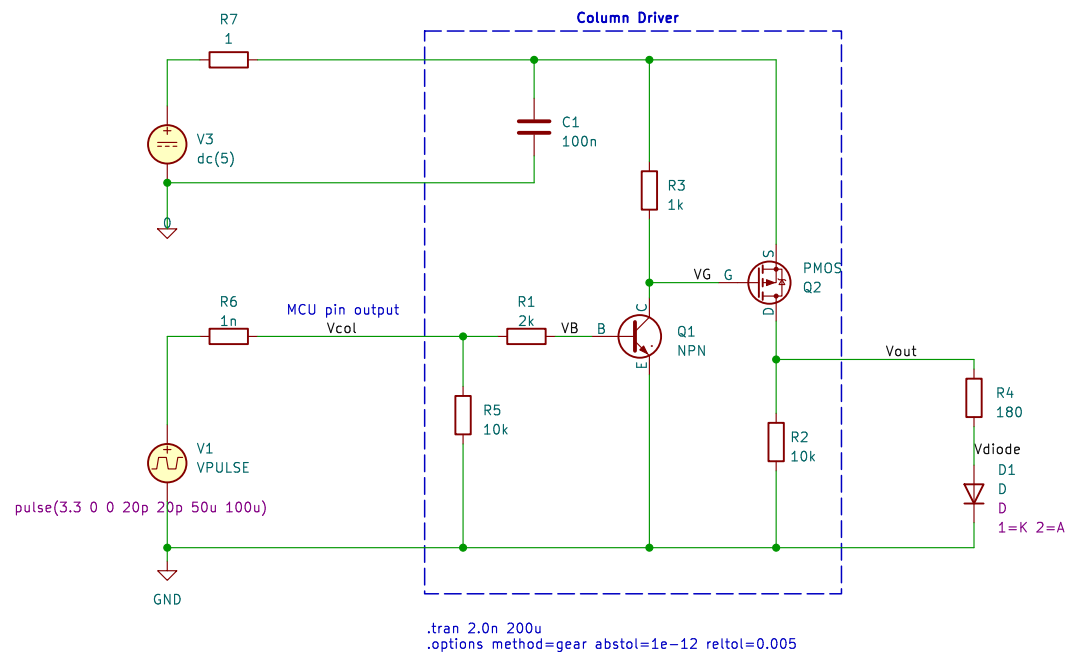 Column Driver
R7
1
V3
dc(5)
0
C1
100n
R3
1k
VG
G
S
D
PMOS
Q2
R6
1n
MCU pin output
Vcol
R1
2k
VB
B
C
E
Q1
NPN
Vout
R4
180
R5
10k
R2
10k
Vdiode
D1
D
D
1=K 2=A
V1
VPULSE
pulse(3.3 0 0 20p 20p 50u 100u)
GND
.tran 2.0n 200u
.options method=gear abstol=1e-12 reltol=0.005